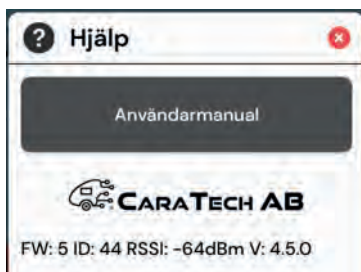 Hjälp
Användarmanual
CARATECH AB
FW: 5 ID: 44 RSSI: -64dBm V: 4.5.0